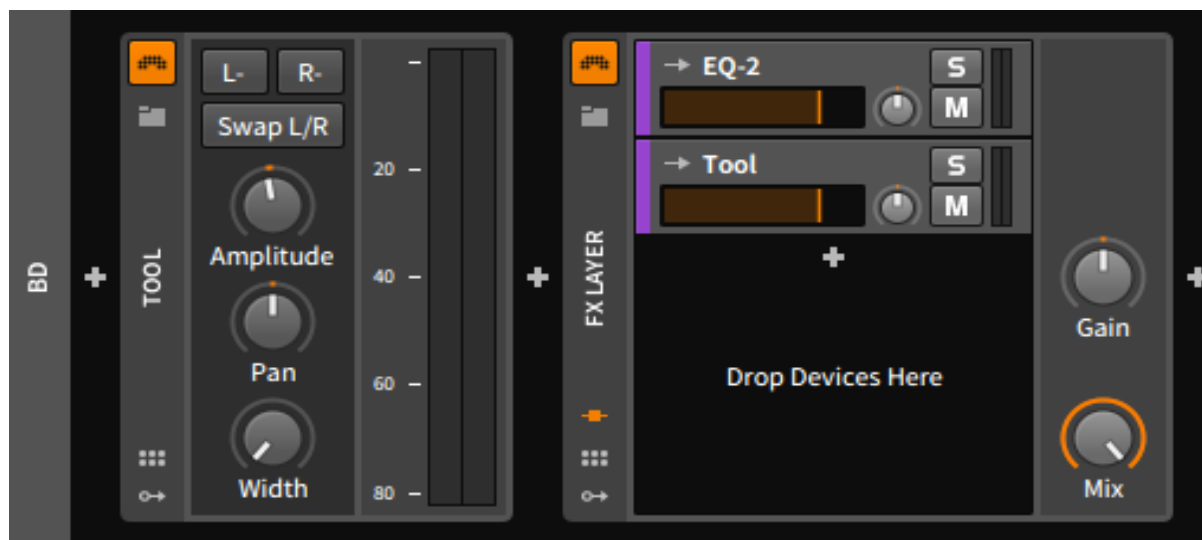 BD
TOOL
L-
R-
Swap L/R
Amplitude
Pan
Width
20
40
60
80
FX LAYER
EQ-2
S
M
Tool
S
M
Drop Devices Here
Gain
Mix